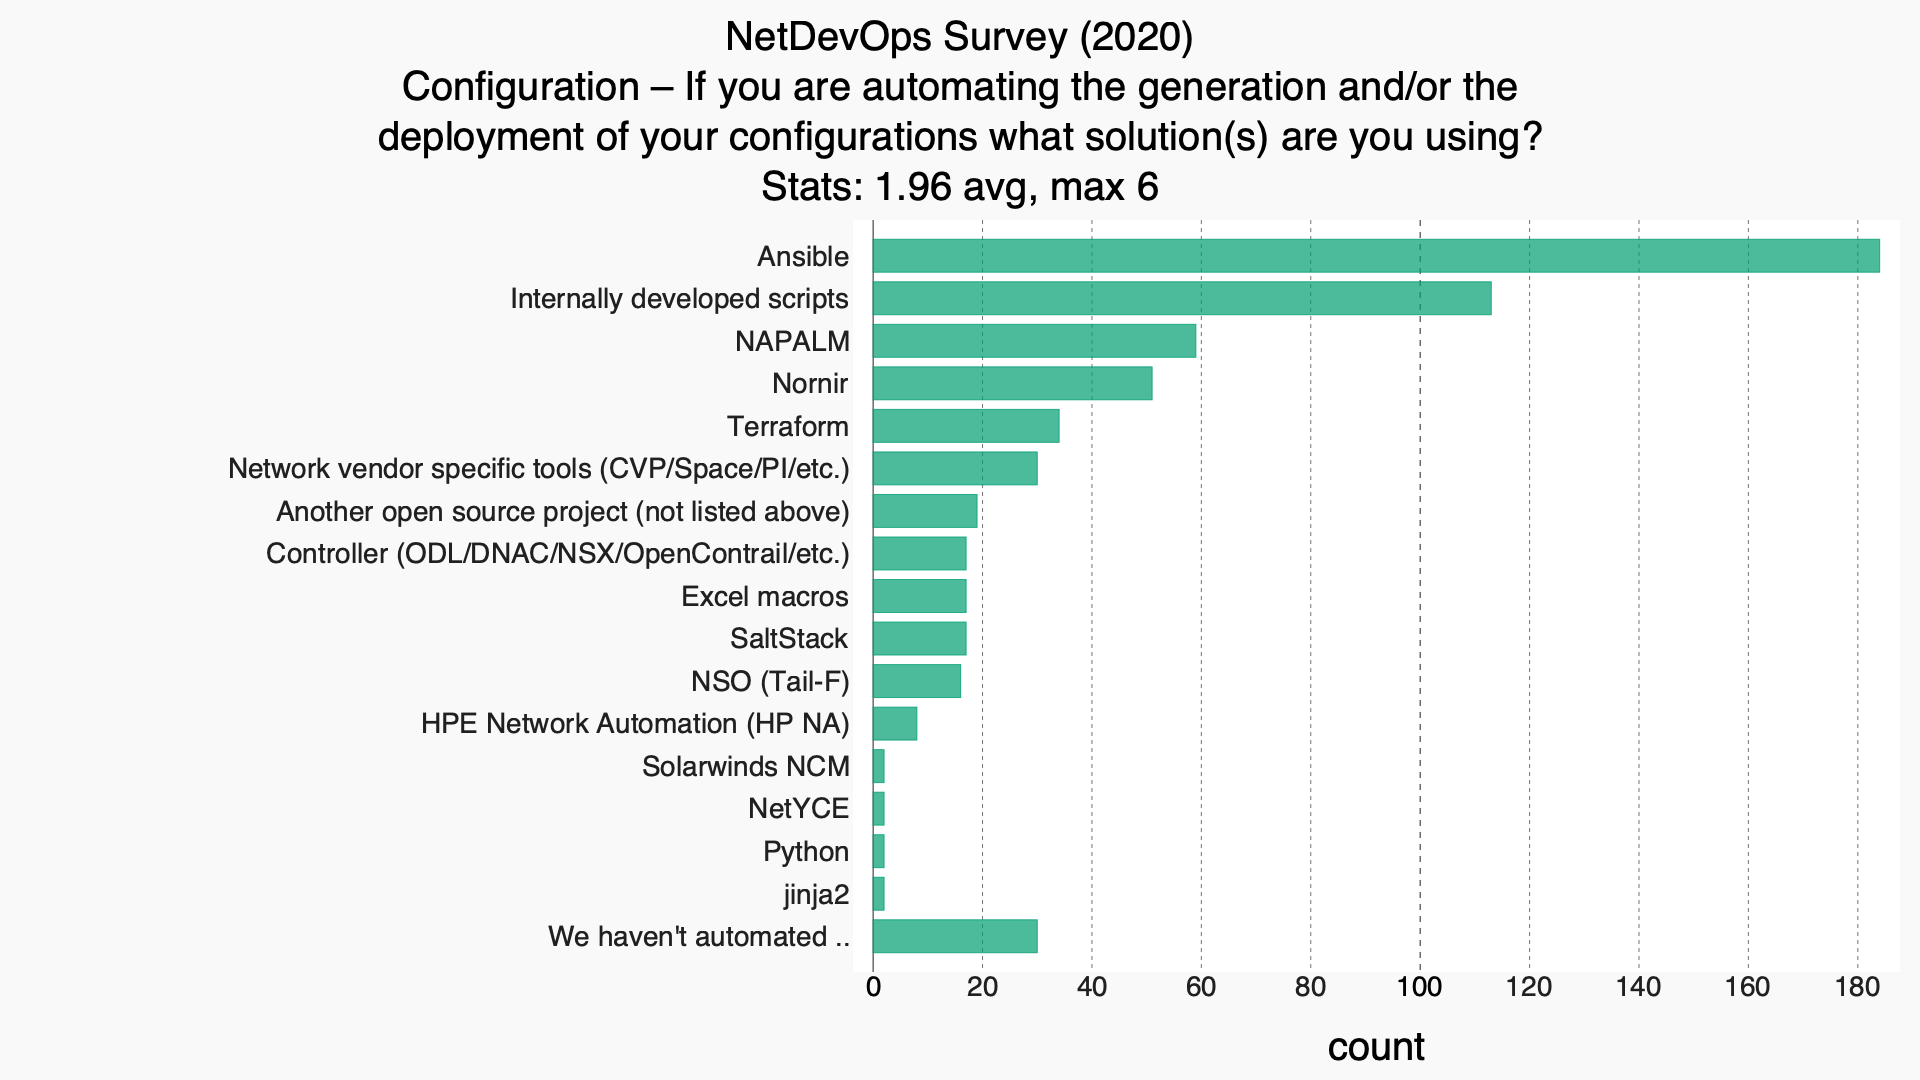 NetDevOps Survey (2020)
Configuration – If you are automating the generation and/or the
deployment of your configurations what solution(s) are you using?
Stats: 1.96 avg, max 6
Ansible
Internally developed scripts
NAPALM
Nornir
Terraform
Network vendor specific tools (CVP/Space/PI/etc.)
Another open source project (not listed above)
Controller (ODL/DNAC/NSX/OpenContrail/etc.)
Excel macros
SaltStack
NSO (Tail-F)
HPE Network Automation (HP NA)
Solarwinds NCM
NetYCE
Python
jinja2
We haven't automated ..
0 20 40 60 80 100 120 140 160 180
count